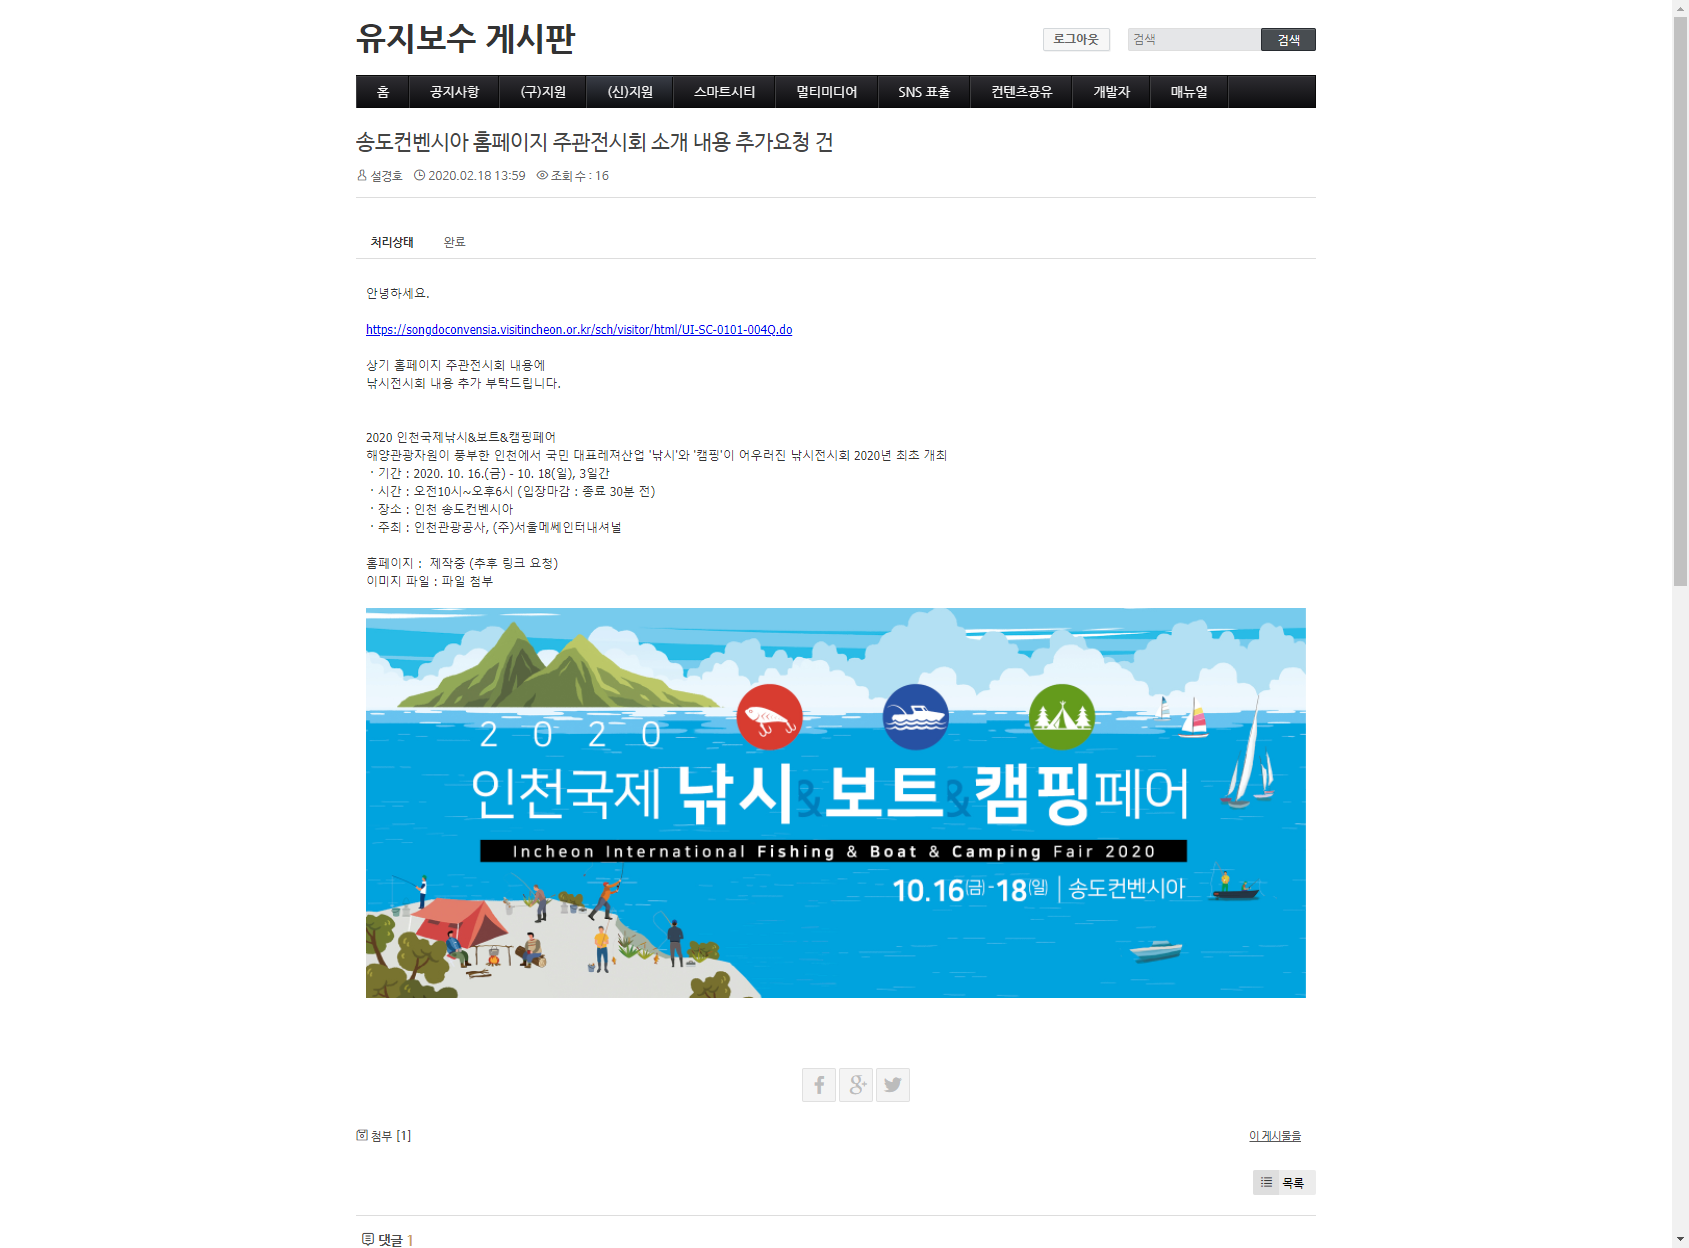 유지보수 게시판
로그아웃
검색
검색
홈 공지사항 (구)지원 (신)지원 스마트시티 멀티미디어 SNS 표출 컨텐츠공유 개발자 매뉴얼
송도컨벤시아 홈페이지 주관전시회 소개 내용 추가요청 건
설경호 2020.02.18 13:59 조회 수 : 16
처리상태 완료
안녕하세요.
https://songdoconvensia.visitincheon.or.kr/sch/visitor/html/UI-SC-0101-004Q.do
상기 홈페이지 주관전시회 내용에
낚시전시회 내용 추가 부탁드립니다.
2020 인천국제낚시&보트&캠핑페어
해양관광자원이 풍부한 인천에서 국민 대표레져산업 '낚시'와 '캠핑'이 어우러진 낚시전시회 2020년 최초 개최
ㆍ기간 : 2020. 10. 16.(금) - 10. 18(일), 3일간
ㆍ시간 : 오전10시~오후6시 (입장마감 : 종료 30분 전)
ㆍ장소 : 인천 송도컨벤시아
ㆍ주최 : 인천관광공사, (주)서울메쎄인터내셔널
홈페이지 :  제작중 (추후 링크 요청)
이미지 파일 : 파일 첨부
2020
인천국제 낚시&보트&캠핑페어
Incheon International Fishing & Boat & Camping Fair 2020
10.16(금)-18(일) | 송도컨벤시아
첨부 [1]
이 게시물을
목록
댓글 1